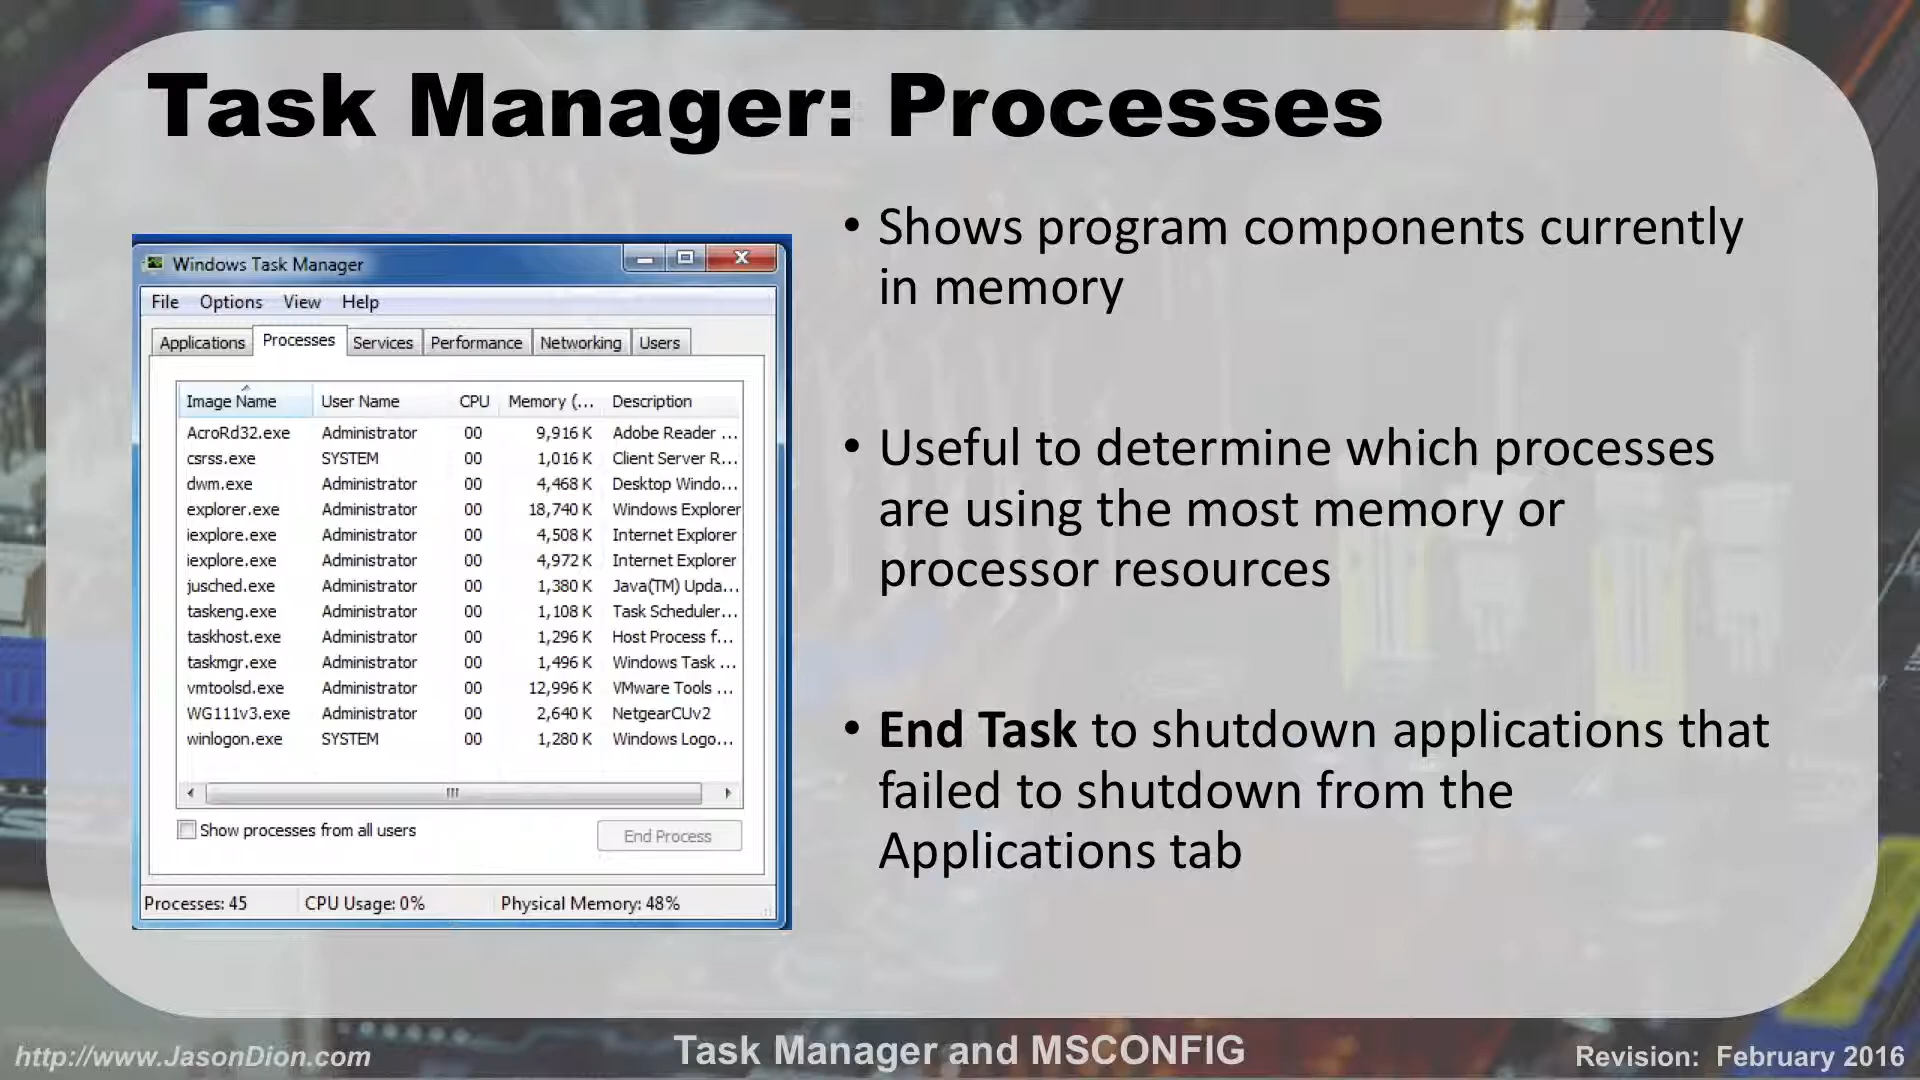 Task Manager: Processes
Windows Task Manager
File Options View Help
Applications Processes Services Performance Networking Users
Image Name User Name CPU Memory (... Description
AcroRd32.exe Administrator 00 9,916 K Adobe Reader ...
csrss.exe SYSTEM 00 1,016 K Client Server R...
dwm.exe Administrator 00 4,468 K Desktop Windo...
explorer.exe Administrator 00 18,740 K Windows Explorer
iexplore.exe Administrator 00 4,508 K Internet Explorer
iexplore.exe Administrator 00 4,972 K Internet Explorer
jusched.exe Administrator 00 1,380 K Java(TM) Upda...
taskeng.exe Administrator 00 1,108 K Task Scheduler...
taskhost.exe Administrator 00 1,296 K Host Process f...
taskmgr.exe Administrator 00 1,496 K Windows Task ...
vmtoolsd.exe Administrator 00 12,996 K VMware Tools ...
WG111v3.exe Administrator 00 2,640 K NetgearCUv2
winlogon.exe SYSTEM 00 1,280 K Windows Logo...
Show processes from all users
End Process
Processes: 45 CPU Usage: 0% Physical Memory: 48%
• Shows program components currently
in memory
• Useful to determine which processes
are using the most memory or
processor resources
• End Task to shutdown applications that
failed to shutdown from the
Applications tab
http://www.JasonDion.com
Task Manager and MSCONFIG
Revision: February 2016